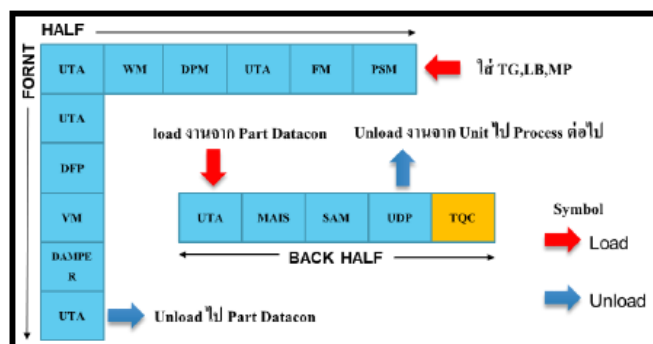 HALF
FORNT
UTA WM DPM UTA FM PSM
ใส่ TG,LB,MP
UTA
DFP
VM
DAMPE
R
UTA
load งานจาก Part Datacon
Unload งานจาก Unit ไป Process ต่อไป
UTA MAIS SAM UDP TQC
BACK HALF
Symbol
Load
Unload
Unload ไป Part Datacon